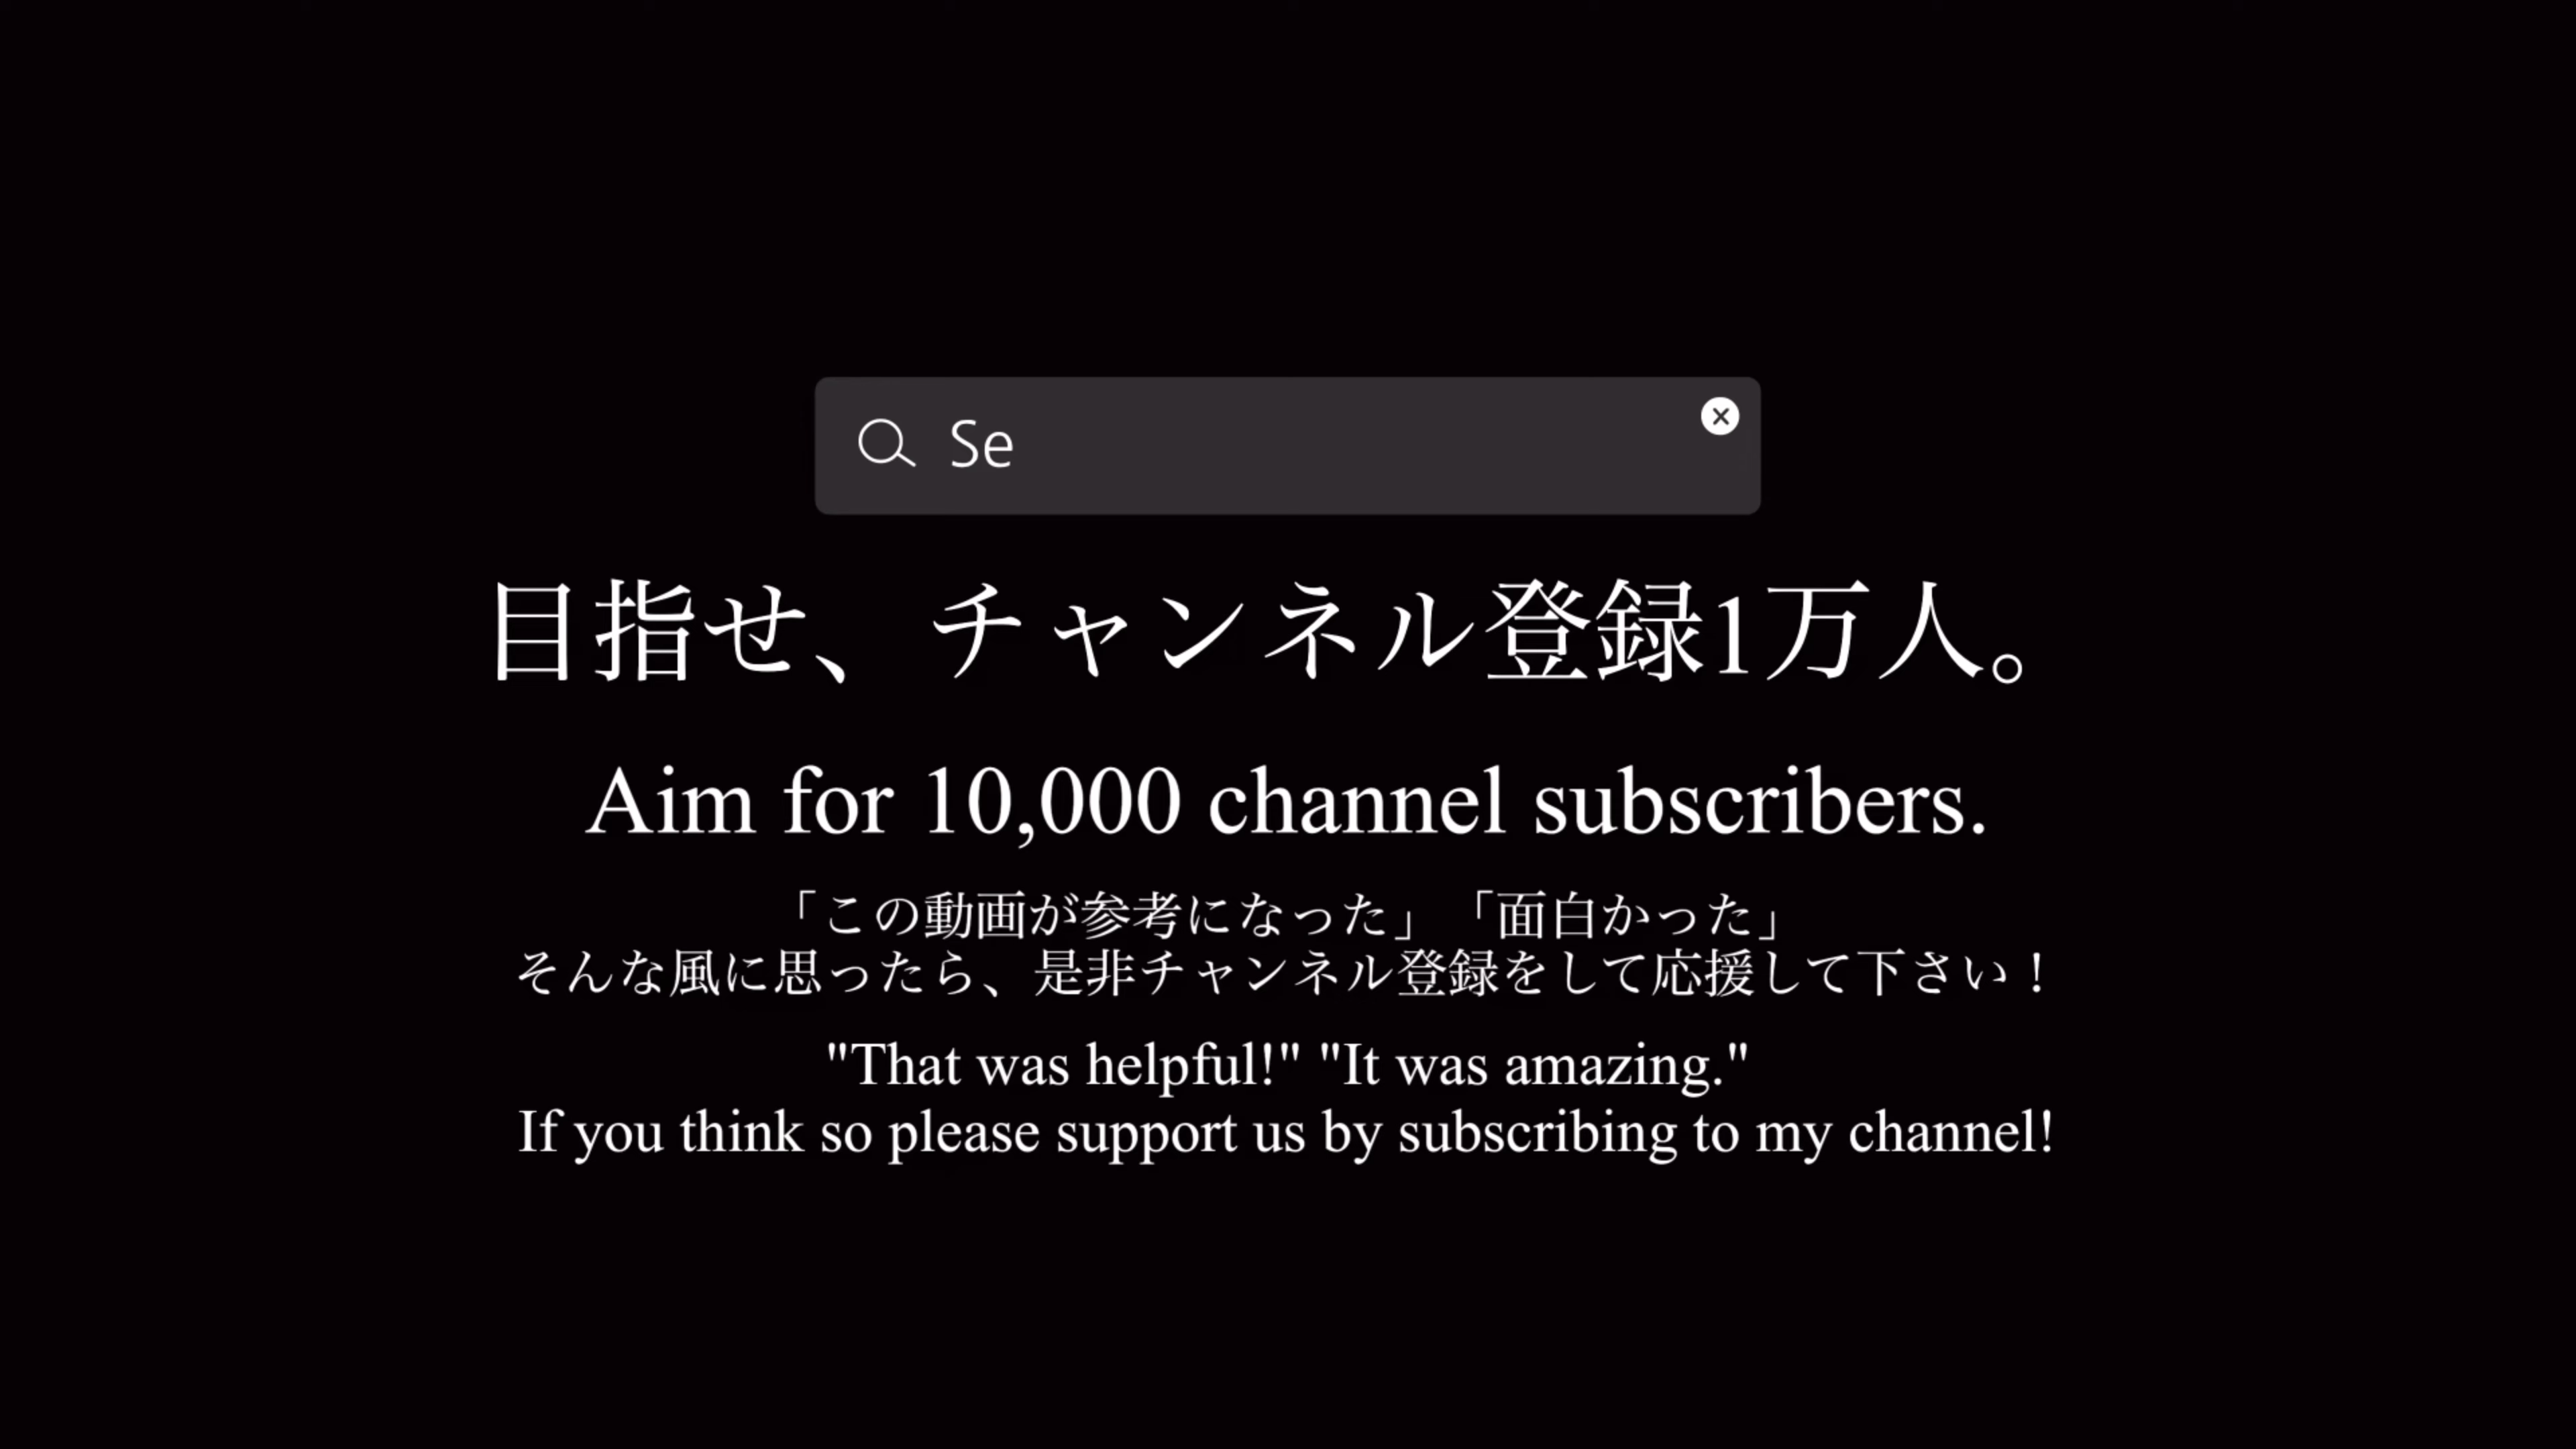 Se
目指せ、チャンネル登録1万人。
Aim for 10,000 channel subscribers.
「この動画が参考になった」「面白かった」
そんな風に思ったら、是非チャンネル登録をして応援して下さい！
"That was helpful!" "It was amazing."
If you think so please support us by subscribing to my channel!